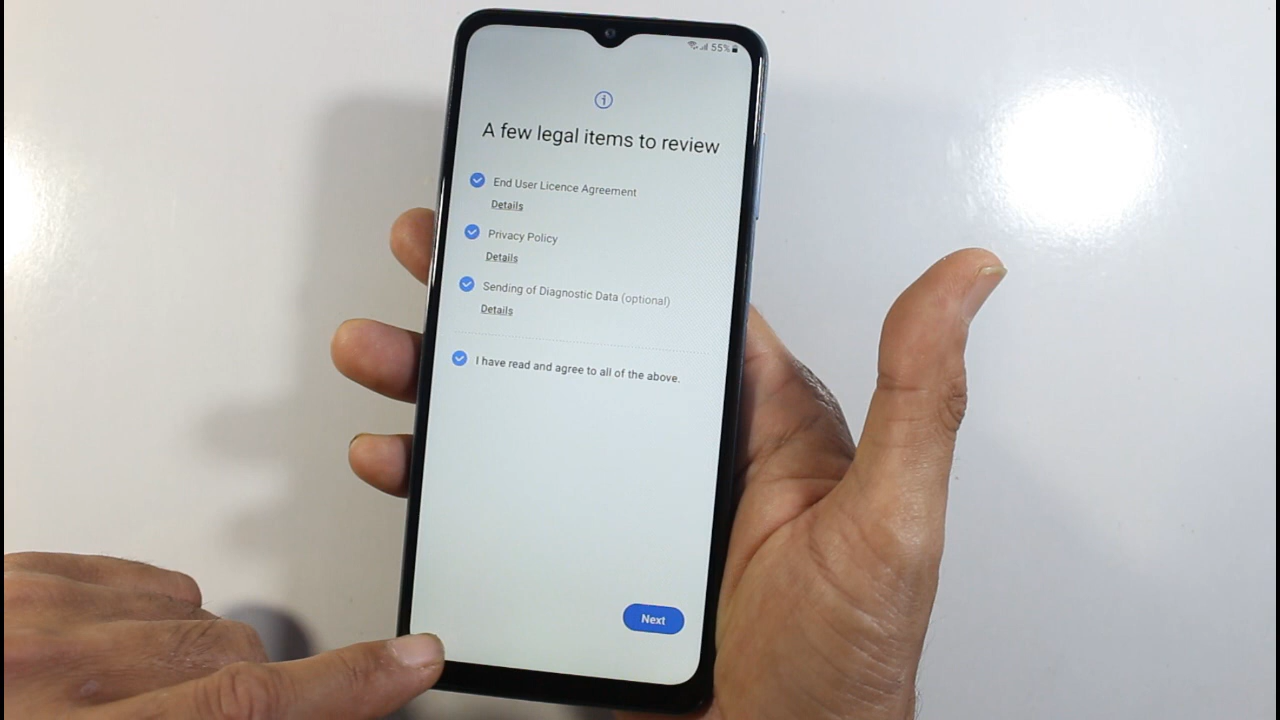 55%
A few legal items to review
End User Licence Agreement
Details
Privacy Policy
Details
Sending of Diagnostic Data (optional)
Details
I have read and agree to all of the above.
Next